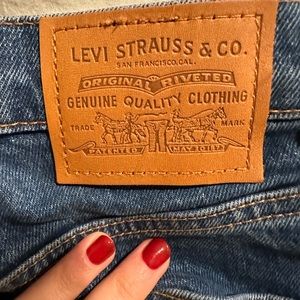 LEVI STRAUSS & CO.
SAN FRANCISCO, CAL.
ORIGINAL RIVETED
GENUINE QUALITY CLOTHING
TRADE MARK
PATENTED MAY 20 1873